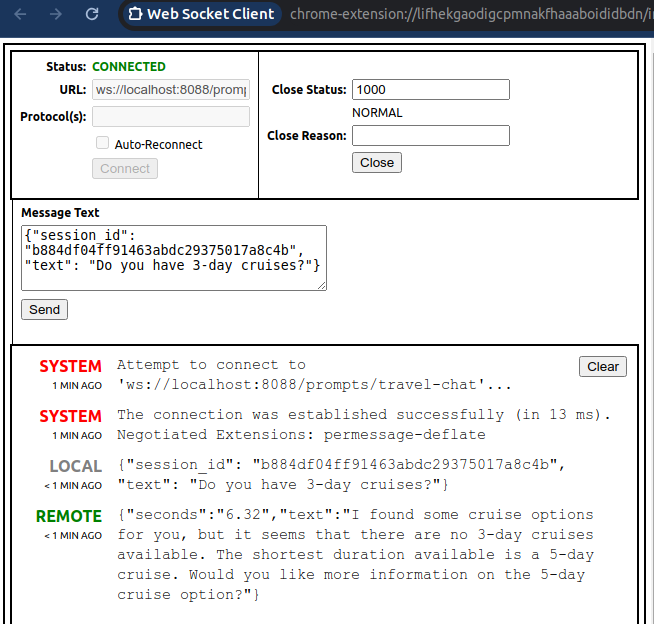 Web Socket Client chrome-extension://lifhekgaodigcpmnakfhaaaboididbdn/i
Status: CONNECTED
URL: ws://localhost:8088/promp
Protocol(s):
Auto-Reconnect
Connect
Close Status: 1000
NORMAL
Close Reason:
Close
Message Text
{"session_id":
"b884df04ff91463abdc29375017a8c4b",
"text": "Do you have 3-day cruises?"}
Send
Clear
SYSTEM Attempt to connect to
1 MIN AGO 'ws://localhost:8088/prompts/travel-chat'...
SYSTEM The connection was established successfully (in 13 ms).
1 MIN AGO Negotiated Extensions: permessage-deflate
LOCAL {"session_id": "b884df04ff91463abdc29375017a8c4b",
< 1 MIN AGO "text": "Do you have 3-day cruises?"}
REMOTE {"seconds":"6.32","text":"I found some cruise options
< 1 MIN AGO for you, but it seems that there are no 3-day cruises
available. The shortest duration available is a 5-day
cruise. Would you like more information on the 5-day
cruise option?"}